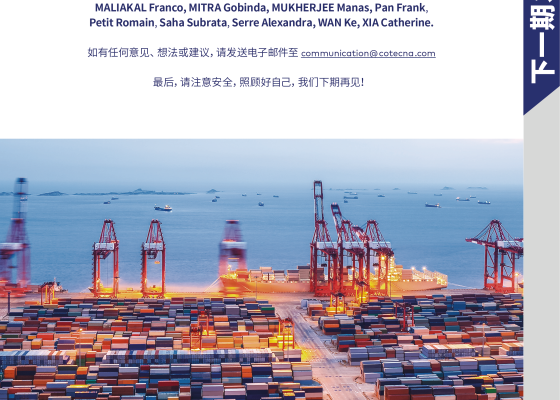 MALIAKAL Franco, MITRA Gobinda, MUKHERJEE Manas, Pan Frank,
Petit Romain, Saha Subrata, Serre Alexandra, WAN Ke, XIA Catherine.
如有任何意见、想法或建议，请发送电子邮件至 communication@cotecna.com
最后，请注意安全，照顾好自己，我们下期再见！
下一期